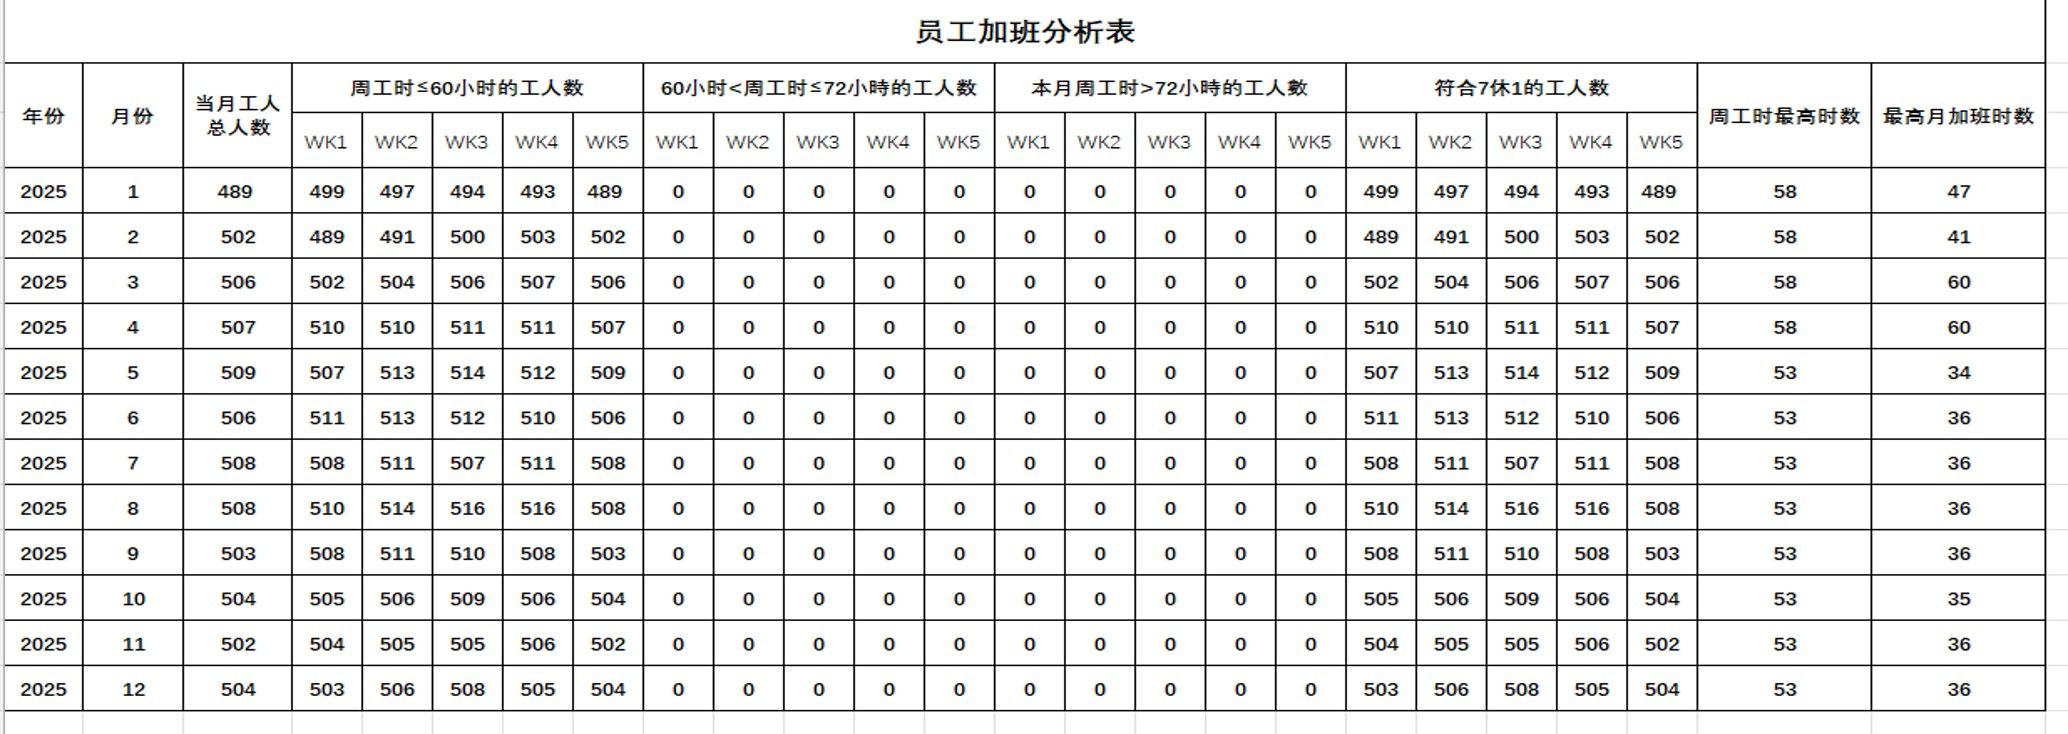 员工加班分析表
年份 月份 当月工人总人数 周工时≤60小时的工人数 60小时<周工时≤72小時的工人数 本月周工时>72小時的工人數 符合7休1的工人数 周工时最高时数 最高月加班时数
WK1 WK2 WK3 WK4 WK5 WK1 WK2 WK3 WK4 WK5 WK1 WK2 WK3 WK4 WK5 WK1 WK2 WK3 WK4 WK5
2025 1 489 499 497 494 493 489 0 0 0 0 0 0 0 0 0 0 499 497 494 493 489 58 47
2025 2 502 489 491 500 503 502 0 0 0 0 0 0 0 0 0 0 489 491 500 503 502 58 41
2025 3 506 502 504 506 507 506 0 0 0 0 0 0 0 0 0 0 502 504 506 507 506 58 60
2025 4 507 510 510 511 511 507 0 0 0 0 0 0 0 0 0 0 510 510 511 511 507 58 60
2025 5 509 507 513 514 512 509 0 0 0 0 0 0 0 0 0 0 507 513 514 512 509 53 34
2025 6 506 511 513 512 510 506 0 0 0 0 0 0 0 0 0 0 511 513 512 510 506 53 36
2025 7 508 508 511 507 511 508 0 0 0 0 0 0 0 0 0 0 508 511 507 511 508 53 36
2025 8 508 510 514 516 516 508 0 0 0 0 0 0 0 0 0 0 510 514 516 516 508 53 36
2025 9 503 508 511 510 508 503 0 0 0 0 0 0 0 0 0 0 508 511 510 508 503 53 36
2025 10 504 505 506 509 506 504 0 0 0 0 0 0 0 0 0 0 505 506 509 506 504 53 35
2025 11 502 504 505 505 506 502 0 0 0 0 0 0 0 0 0 0 504 505 505 506 502 53 36
2025 12 504 503 506 508 505 504 0 0 0 0 0 0 0 0 0 0 503 506 508 505 504 53 36